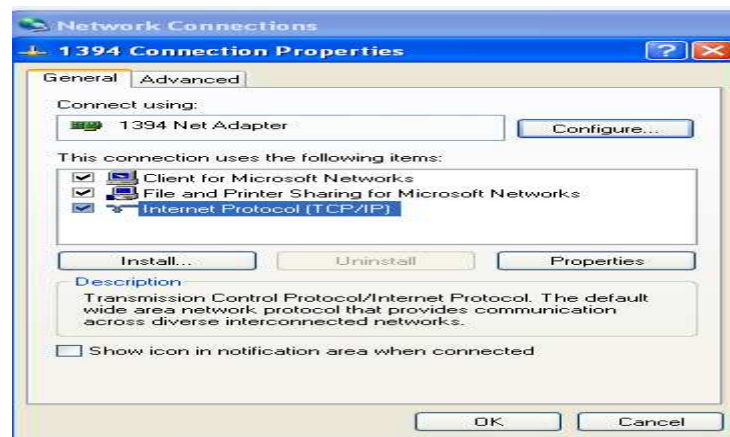 Network Connections
1394 Connection Properties
General Advanced
Connect using:
1394 Net Adapter Configure...
This connection uses the following items:
Client for Microsoft Networks
File and Printer Sharing for Microsoft Networks
Internet Protocol (TCP/IP)
Install... Uninstall Properties
Description
Transmission Control Protocol/Internet Protocol. The default
wide area network protocol that provides communication
across diverse interconnected networks.
Show icon in notification area when connected
OK Cancel